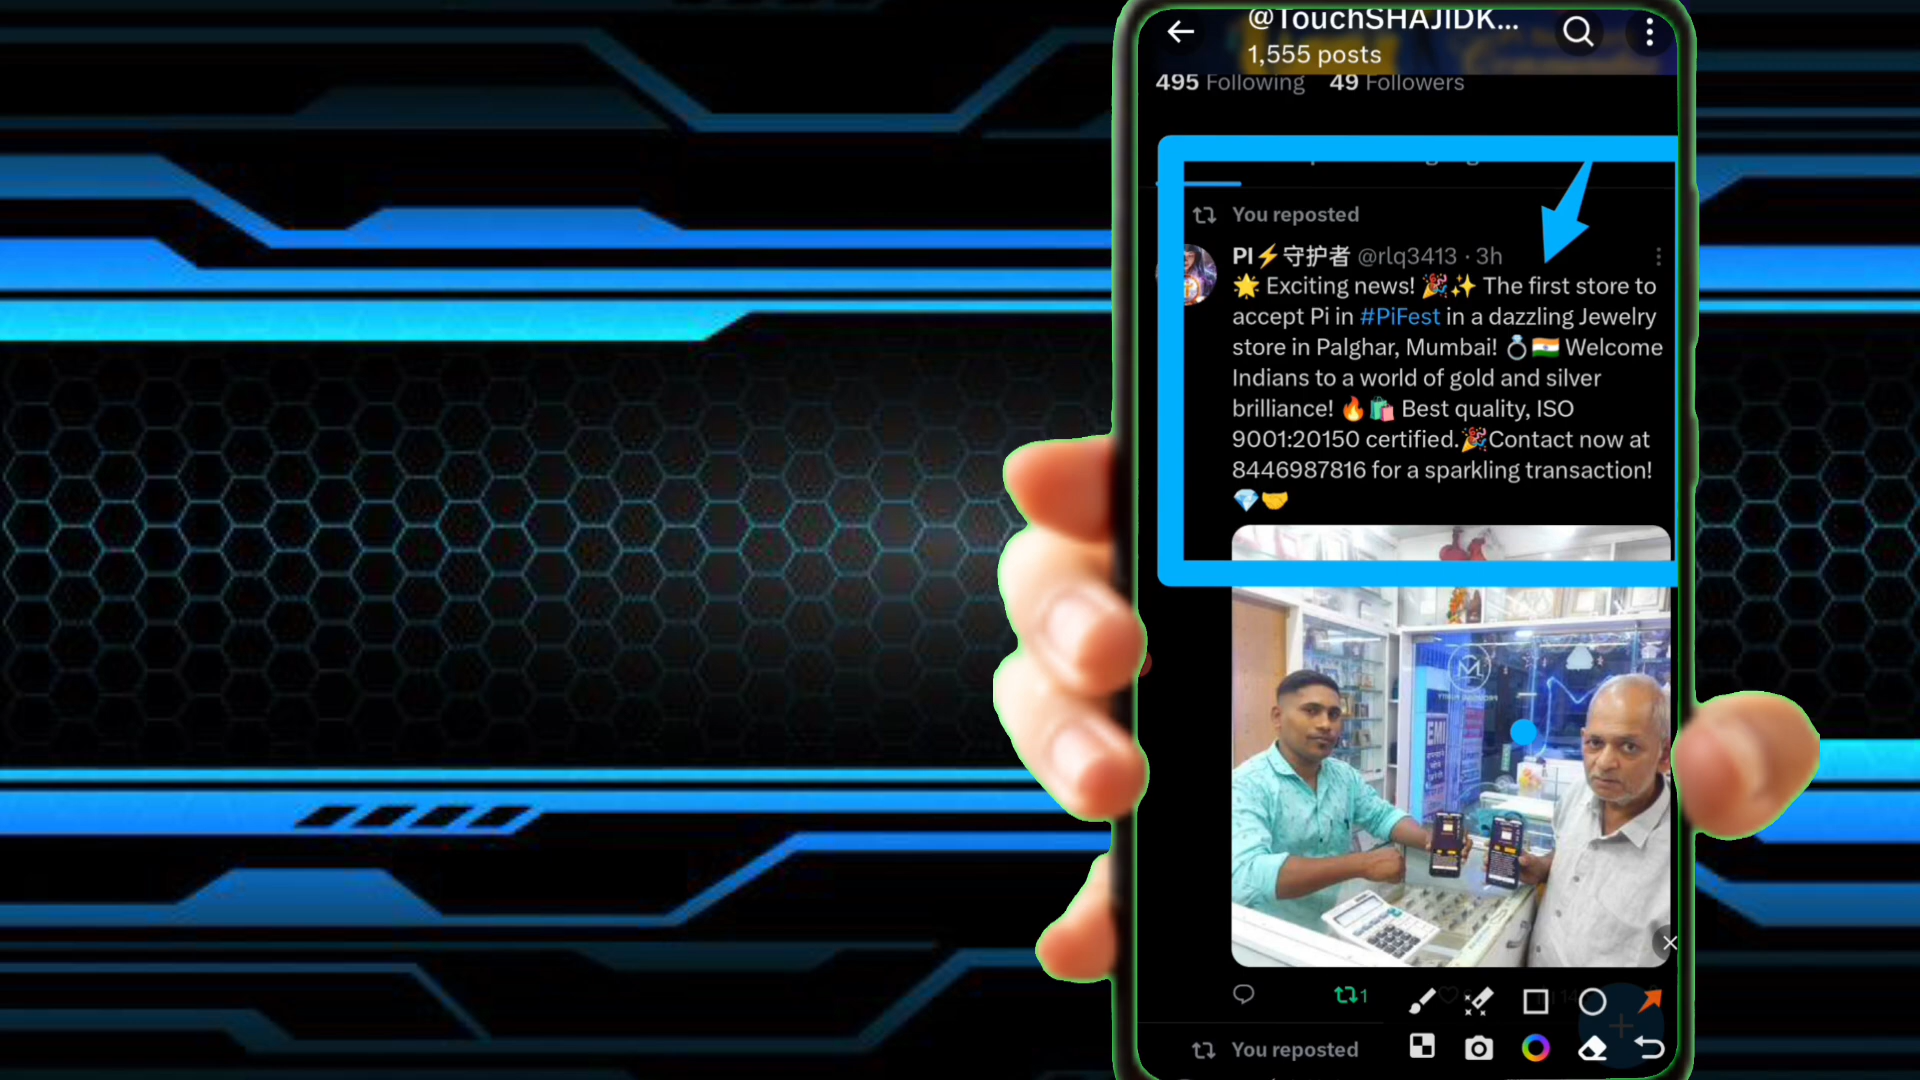 @TouchSHAJIDK...
1,555 posts
495 Following 49 Followers
You reposted
PI⚡守护者 @rlq3413 · 3h
🌟 Exciting news! 🎉✨ The first store to
accept Pi in #PiFest in a dazzling Jewelry
store in Palghar, Mumbai! 💍🇮🇳 Welcome
Indians to a world of gold and silver
brilliance! 🔥🛍️ Best quality, ISO
9001:20150 certified.🎉Contact now at
8446987816 for a sparkling transaction!
💎🤝
EMI
1
You reposted